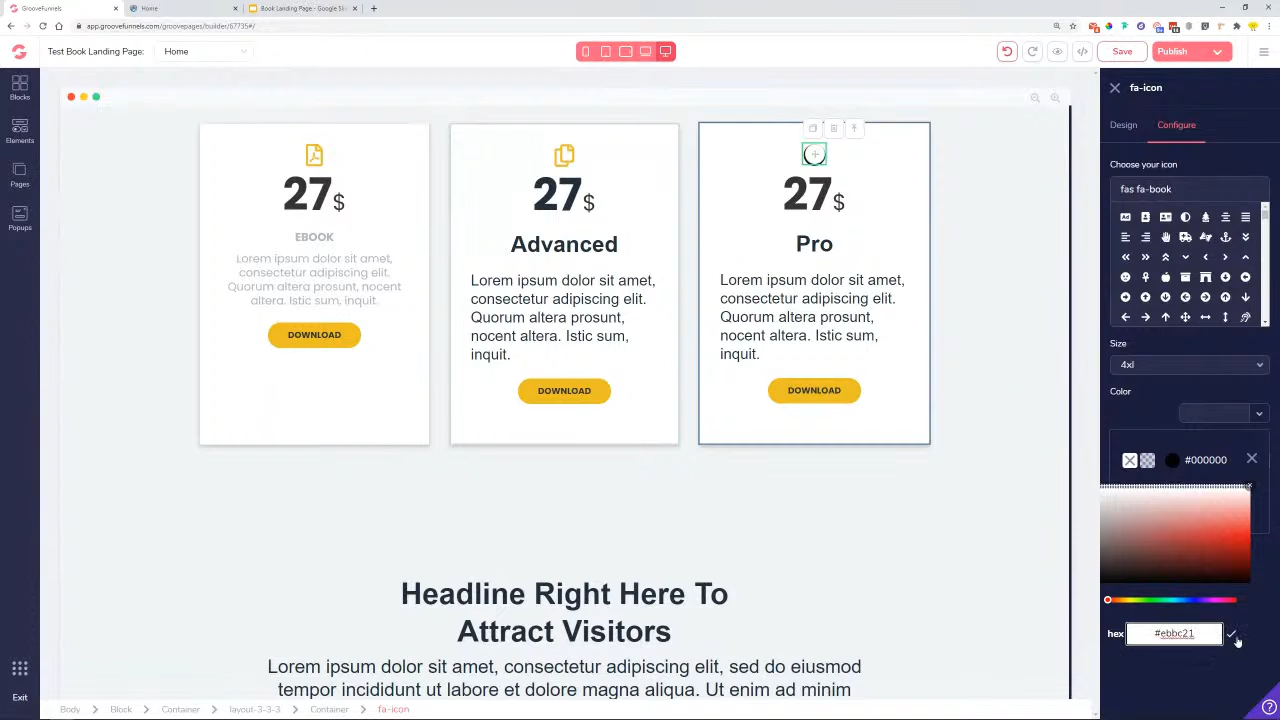 GrooveFunnels
Home
Book Landing Page - Google Sli
app.groovefunnels.com/groovepages/builder/67735#/
Test Book Landing Page:
Home
Save
Publish
Blocks
Elements
Pages
Popups
Exit
27$
EBOOK
Lorem ipsum dolor sit amet,
consectetur adipiscing elit.
Quorum altera prosunt, nocent
altera. Istic sum, inquit.
DOWNLOAD
27$
Advanced
Lorem ipsum dolor sit amet,
consectetur adipiscing elit.
Quorum altera prosunt,
nocent altera. Istic sum,
inquit.
DOWNLOAD
27$
Pro
Lorem ipsum dolor sit amet,
consectetur adipiscing elit.
Quorum altera prosunt,
nocent altera. Istic sum,
inquit.
DOWNLOAD
Headline Right Here To
Attract Visitors
Lorem ipsum dolor sit amet, consectetur adipiscing elit, sed do eiusmod
tempor incididunt ut labore et dolore magna aliqua. Ut enim ad minim
Body
Block
Container
layout-3-3-3
Container
fa-icon
fa-icon
Design
Configure
Choose your icon
fas fa-book
Size
4xl
Color
#000000
hex
#ebbc21